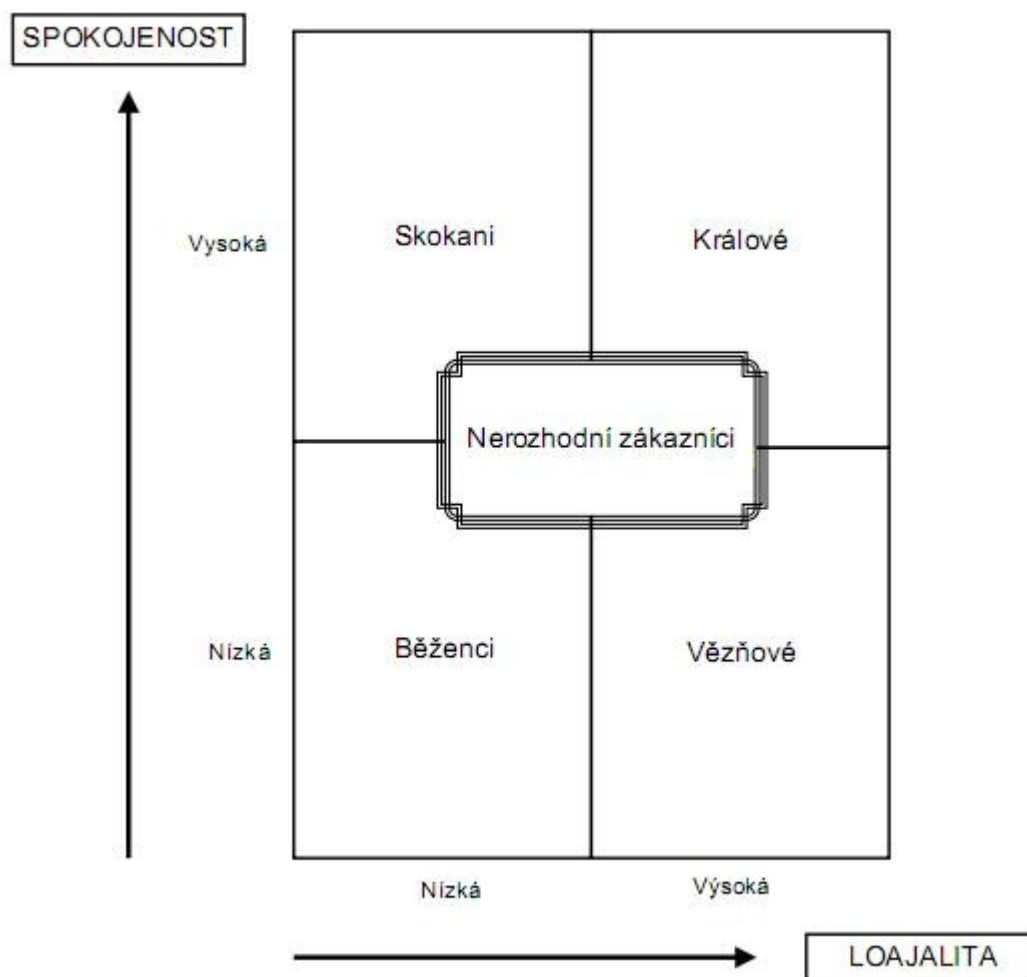 SPOKOJENOST
Vysoká
Skokani
Králové
Nerozhodní zákazníci
Nízká
Běženci
Vězňové
Nízká
Výsoká
LOAJALITA